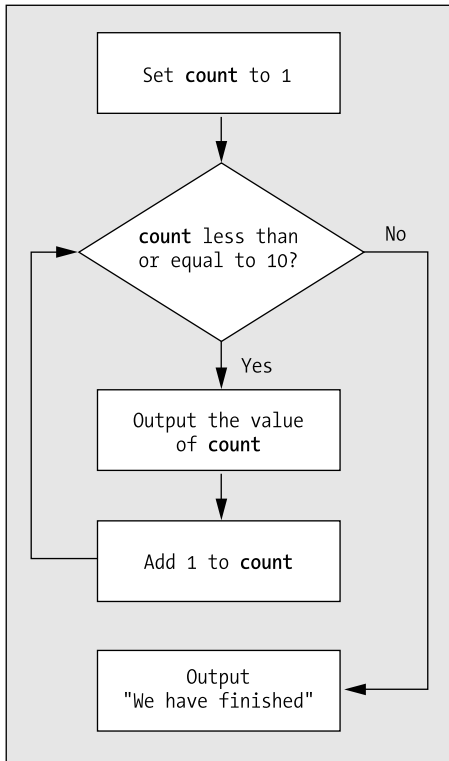 Set count to 1
count less than
or equal to 10?
No
Yes
Output the value
of count
Add 1 to count
Output
"We have finished"